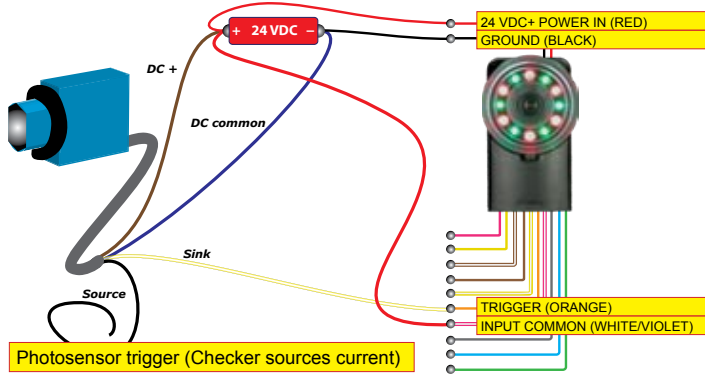 24 VDC+ POWER IN (RED)
+ 24 VDC –
GROUND (BLACK)
DC +
DC common
Sink
Source
TRIGGER (ORANGE)
INPUT COMMON (WHITE/VIOLET)
Photosensor trigger (Checker sources current)